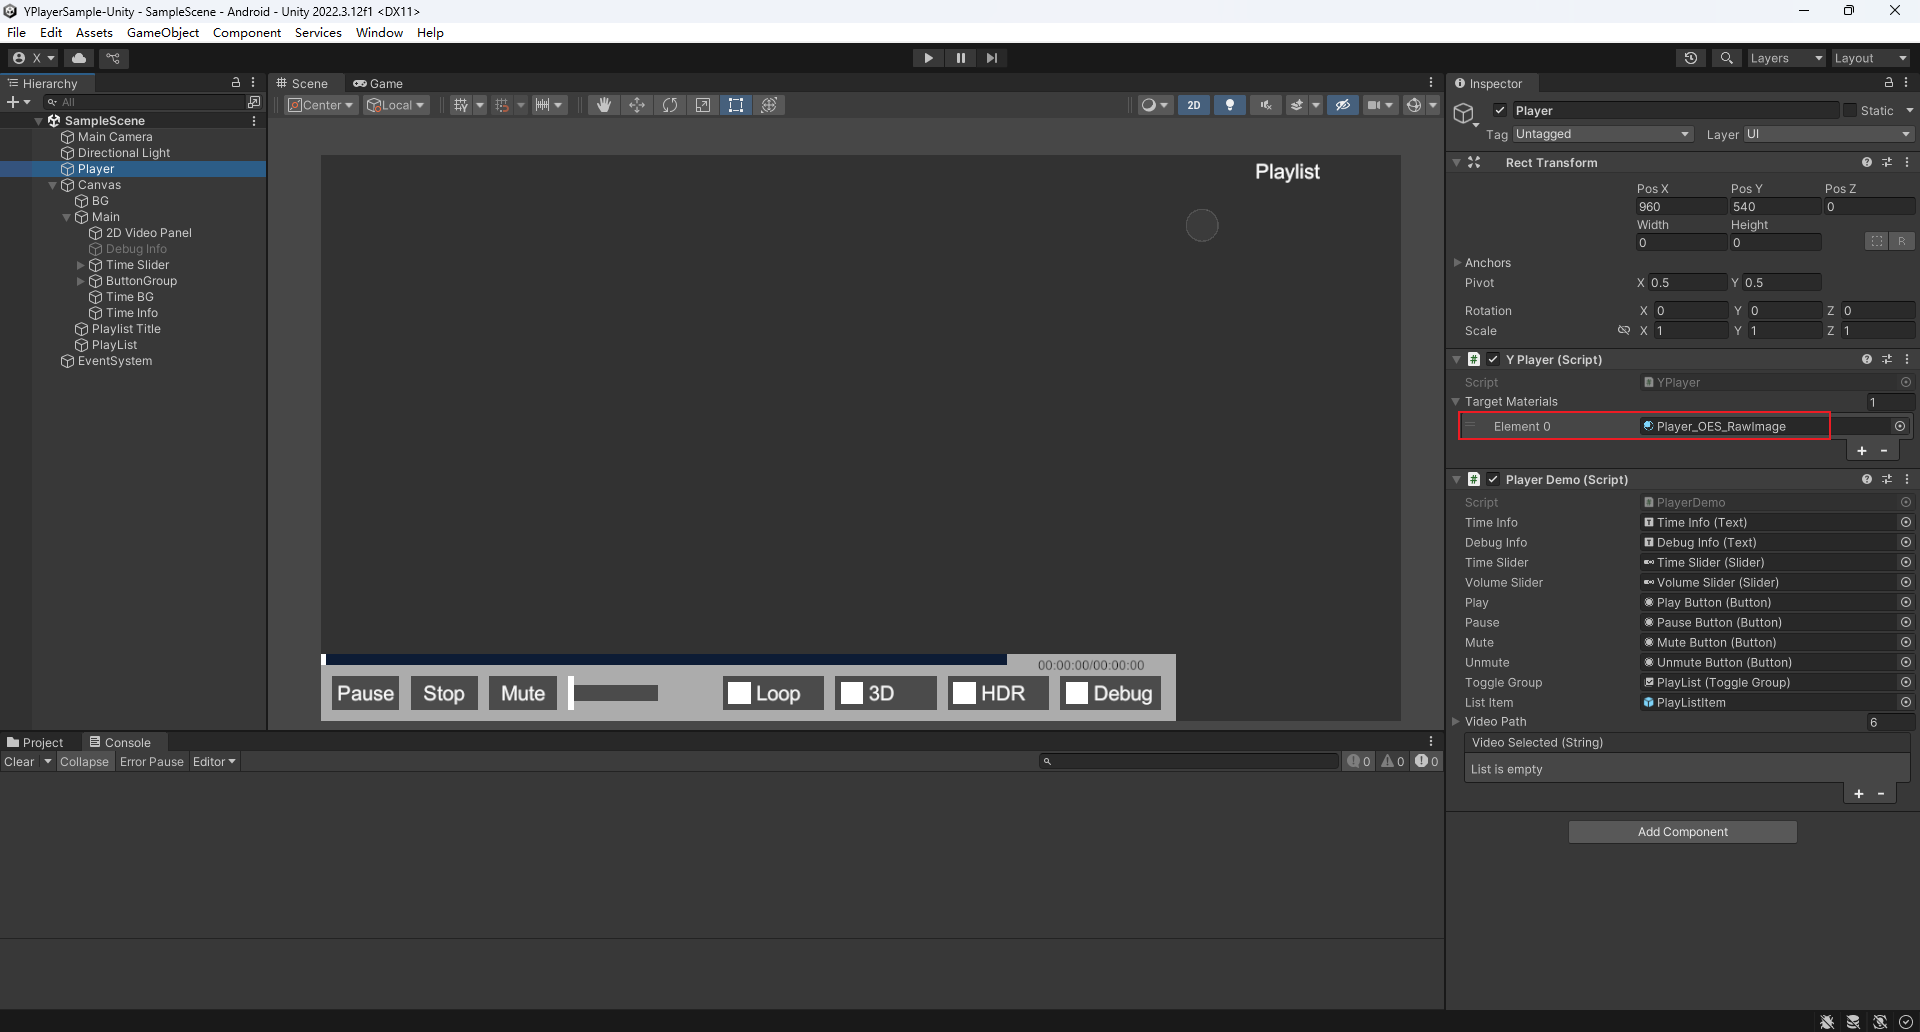 YPlayerSample-Unity - SampleScene - Android - Unity 2022.3.12f1 <DX11>
File Edit Assets GameObject Component Services Window Help
X Layers Layout
Hierarchy
All
SampleScene
Main Camera
Directional Light
Player
Canvas
BG
Main
2D Video Panel
Debug Info
Time Slider
ButtonGroup
Time BG
Time Info
Playlist Title
PlayList
EventSystem
Scene Game
Center Local 2D
Playlist
00:00:00/00:00:00
Pause Stop Mute Loop 3D HDR Debug
Project Console
Clear Collapse Error Pause Editor 0 0 0
Inspector
Player Static
Tag Untagged Layer UI
Rect Transform
Pos X Pos Y Pos Z
960 540 0
Width Height
0 0 R
Anchors
Pivot X 0.5 Y 0.5
Rotation X 0 Y 0 Z 0
Scale X 1 Y 1 Z 1
# Y Player (Script)
Script YPlayer
Target Materials 1
Element 0 Player_OES_RawImage
+ -
# Player Demo (Script)
Script PlayerDemo
Time Info Time Info (Text)
Debug Info Debug Info (Text)
Time Slider Time Slider (Slider)
Volume Slider Volume Slider (Slider)
Play Play Button (Button)
Pause Pause Button (Button)
Mute Mute Button (Button)
Unmute Unmute Button (Button)
Toggle Group PlayList (Toggle Group)
List Item PlayListItem
Video Path 6
Video Selected (String)
List is empty
+ -
Add Component